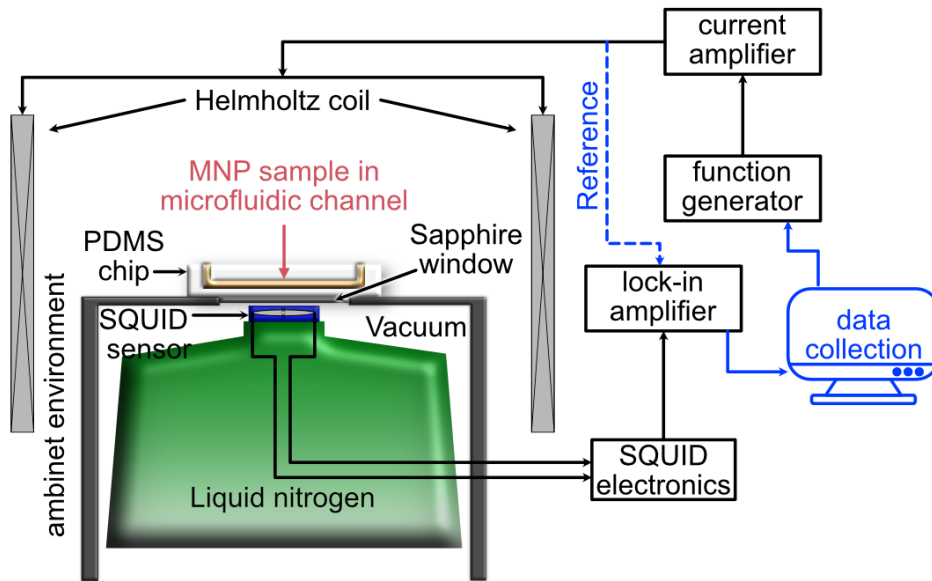 current
amplifier
Helmholtz coil
Reference
MNP sample in
microfluidic channel
function
generator
PDMS
chip
Sapphire
window
lock-in
amplifier
SQUID
sensor
Vacuum
data
collection
ambinet environment
SQUID
electronics
Liquid nitrogen